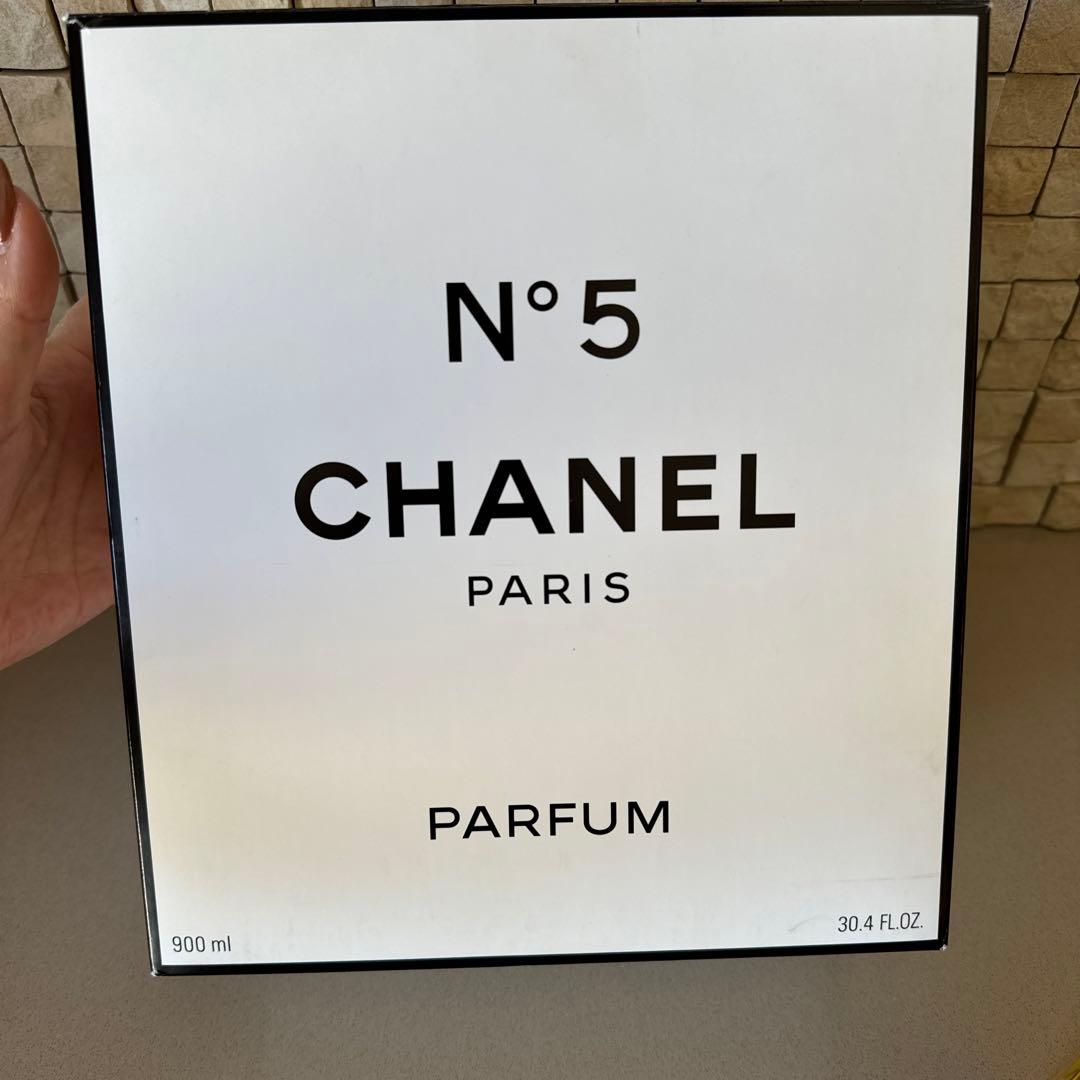 N°5
CHANEL
PARIS
PARFUM
900 ml
30.4 FL.OZ.